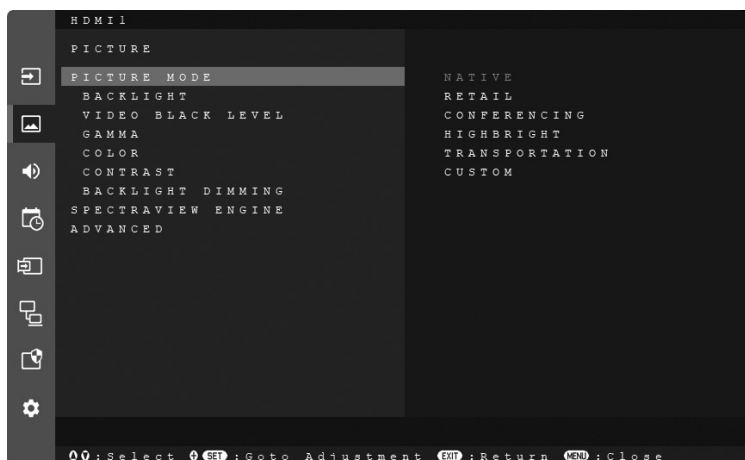 HDMI1
PICTURE
PICTURE MODE
BACKLIGHT
VIDEO BLACK LEVEL
GAMMA
COLOR
CONTRAST
BACKLIGHT DIMMING
SPECTRAVIEW ENGINE
ADVANCED
NATIVE
RETAIL
CONFERENCING
HIGHBRIGHT
TRANSPORTATION
CUSTOM
:Select SET :Goto Adjustment EXIT :Return MENU :Close